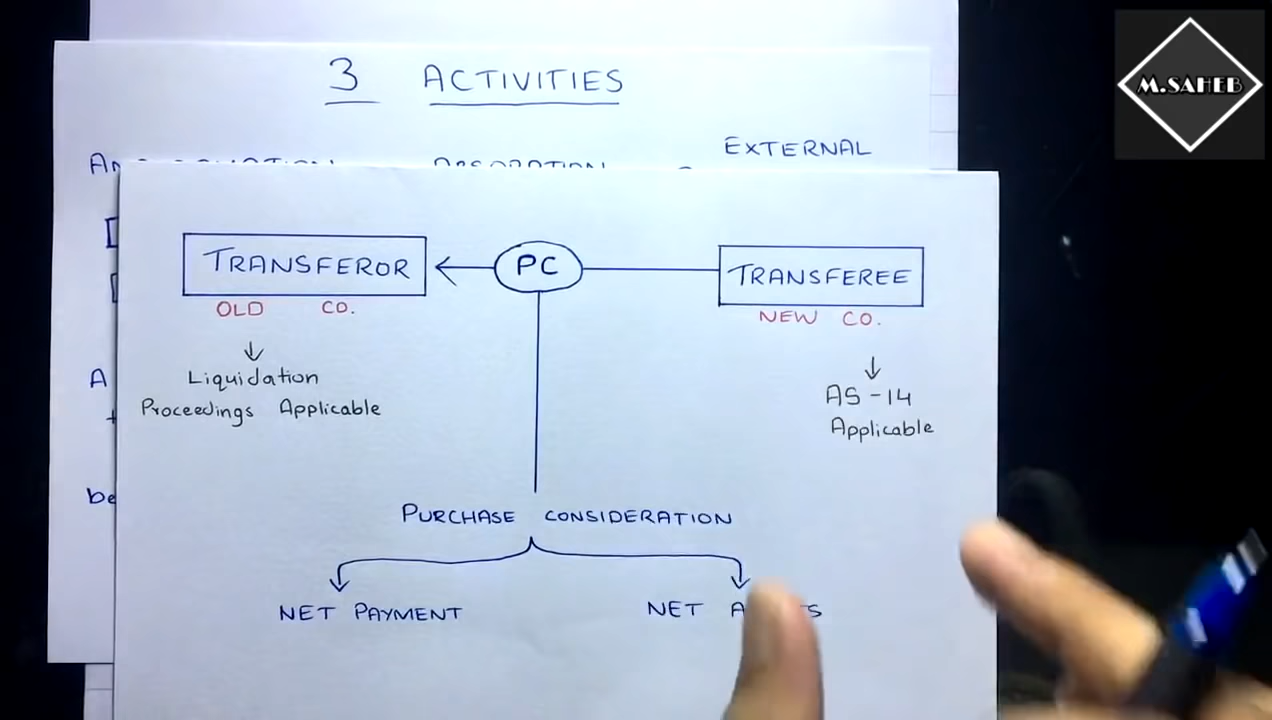 3 ACTIVITIES
EXTERNAL
M.SAHEB
TRANSFEROR
PC
TRANSFEREE
OLD CO.
NEW CO.
Liquidation
Proceedings Applicable
AS-14
Applicable
A
be
PURCHASE CONSIDERATION
NET PAYMENT
NET